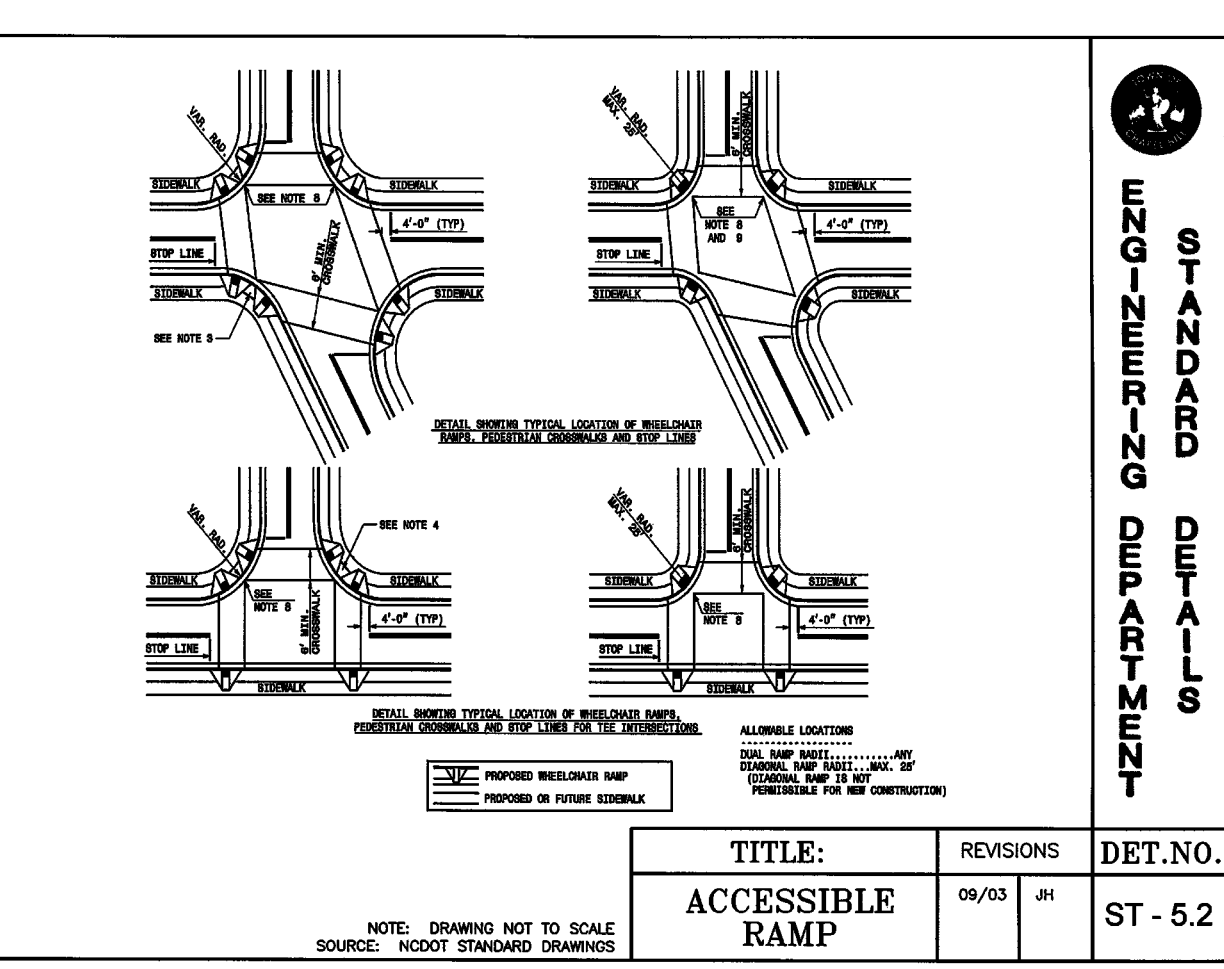 VAR. RAD.
SIDEWALK
SIDEWALK
SEE NOTE 8
4'-0" (TYP)
6' MIN.
CROSSWALK
STOP LINE
SIDEWALK
SIDEWALK
SEE NOTE 3
VAR. RAD.
MAX. 25'
6' MIN.
CROSSWALK
SIDEWALK
SIDEWALK
SEE
NOTE 8
AND 9
4'-0" (TYP)
STOP LINE
SIDEWALK
SIDEWALK
DETAIL SHOWING TYPICAL LOCATION OF WHEELCHAIR
RAMPS, PEDESTRIAN CROSSWALKS AND STOP LINES
VAR. RAD.
SEE NOTE 4
SIDEWALK
SIDEWALK
SEE
NOTE 8
6' MIN.
CROSSWALK
4'-0" (TYP)
STOP LINE
SIDEWALK
VAR. RAD.
MAX. 25'
6' MIN.
CROSSWALK
SIDEWALK
SIDEWALK
SEE
NOTE 8
4'-0" (TYP)
STOP LINE
SIDEWALK
DETAIL SHOWING TYPICAL LOCATION OF WHEELCHAIR RAMPS,
PEDESTRIAN CROSSWALKS AND STOP LINES FOR TEE INTERSECTIONS
ALLOWABLE LOCATIONS
-------------------
DUAL RAMP RADII...........ANY
DIAGONAL RAMP RADII...MAX. 25'
(DIAGONAL RAMP IS NOT
PERMISSIBLE FOR NEW CONSTRUCTION)
PROPOSED WHEELCHAIR RAMP
PROPOSED OR FUTURE SIDEWALK
NOTE: DRAWING NOT TO SCALE
SOURCE: NCDOT STANDARD DRAWINGS
TITLE:
ACCESSIBLE
RAMP
REVISIONS
09/03 JH
DET.NO.
ST - 5.2
TOWN OF
CHAPEL HILL
STANDARD DETAILS
ENGINEERING DEPARTMENT